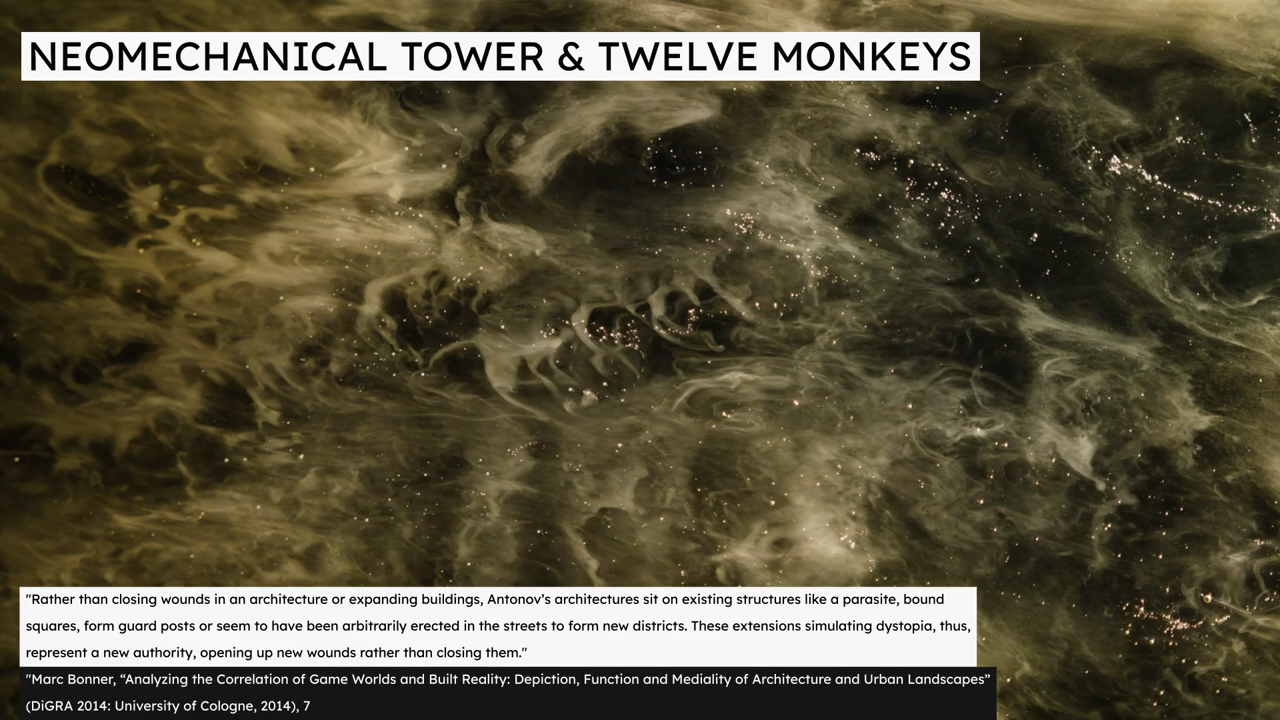 NEOMECHANICAL TOWER & TWELVE MONKEYS
"Rather than closing wounds in an architecture or expanding buildings, Antonov’s architectures sit on existing structures like a parasite, bound
squares, form guard posts or seem to have been arbitrarily erected in the streets to form new districts. These extensions simulating dystopia, thus,
represent a new authority, opening up new wounds rather than closing them."
"Marc Bonner, “Analyzing the Correlation of Game Worlds and Built Reality: Depiction, Function and Mediality of Architecture and Urban Landscapes”
(DiGRA 2014: University of Cologne, 2014), 7